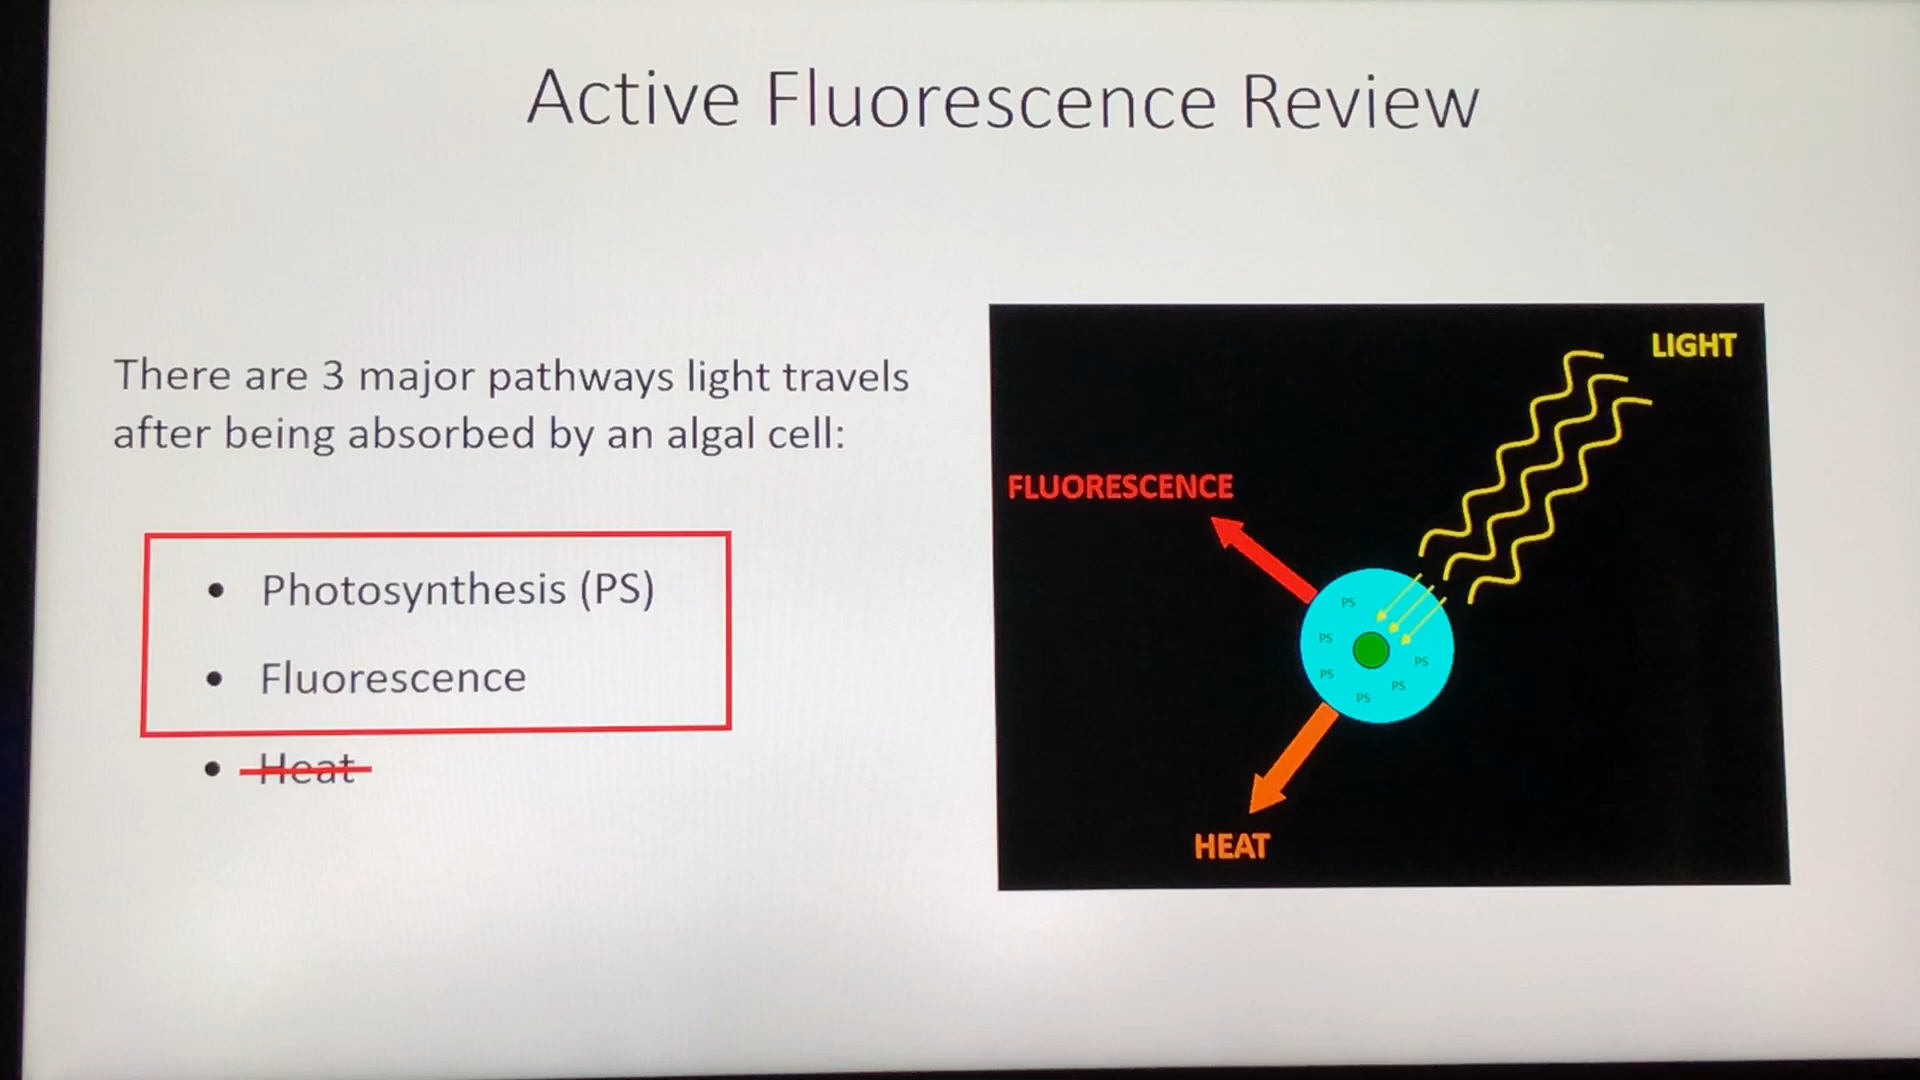 Active Fluorescence Review
There are 3 major pathways light travels
after being absorbed by an algal cell:
• Photosynthesis (PS)
• Fluorescence
• Heat
LIGHT
FLUORESCENCE
PS
PS
PS
PS
PS
PS
HEAT